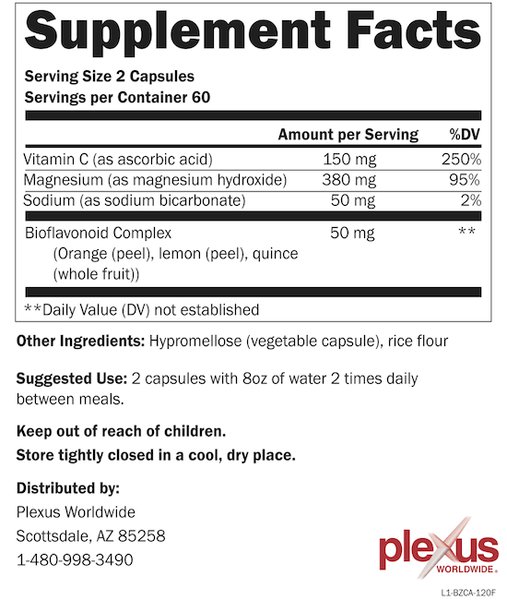 Supplement Facts
Serving Size 2 Capsules
Servings per Container 60
Amount per Serving %DV
Vitamin C (as ascorbic acid) 150 mg 250%
Magnesium (as magnesium hydroxide) 380 mg 95%
Sodium (as sodium bicarbonate) 50 mg 2%
Bioflavonoid Complex 50 mg **
(Orange (peel), lemon (peel), quince
(whole fruit))
**Daily Value (DV) not established
Other Ingredients: Hypromellose (vegetable capsule), rice flour
Suggested Use: 2 capsules with 8oz of water 2 times daily
between meals.
Keep out of reach of children.
Store tightly closed in a cool, dry place.
Distributed by:
Plexus Worldwide
Scottsdale, AZ 85258
1-480-998-3490
plexus
WORLDWIDE®
L1-BZCA-120F